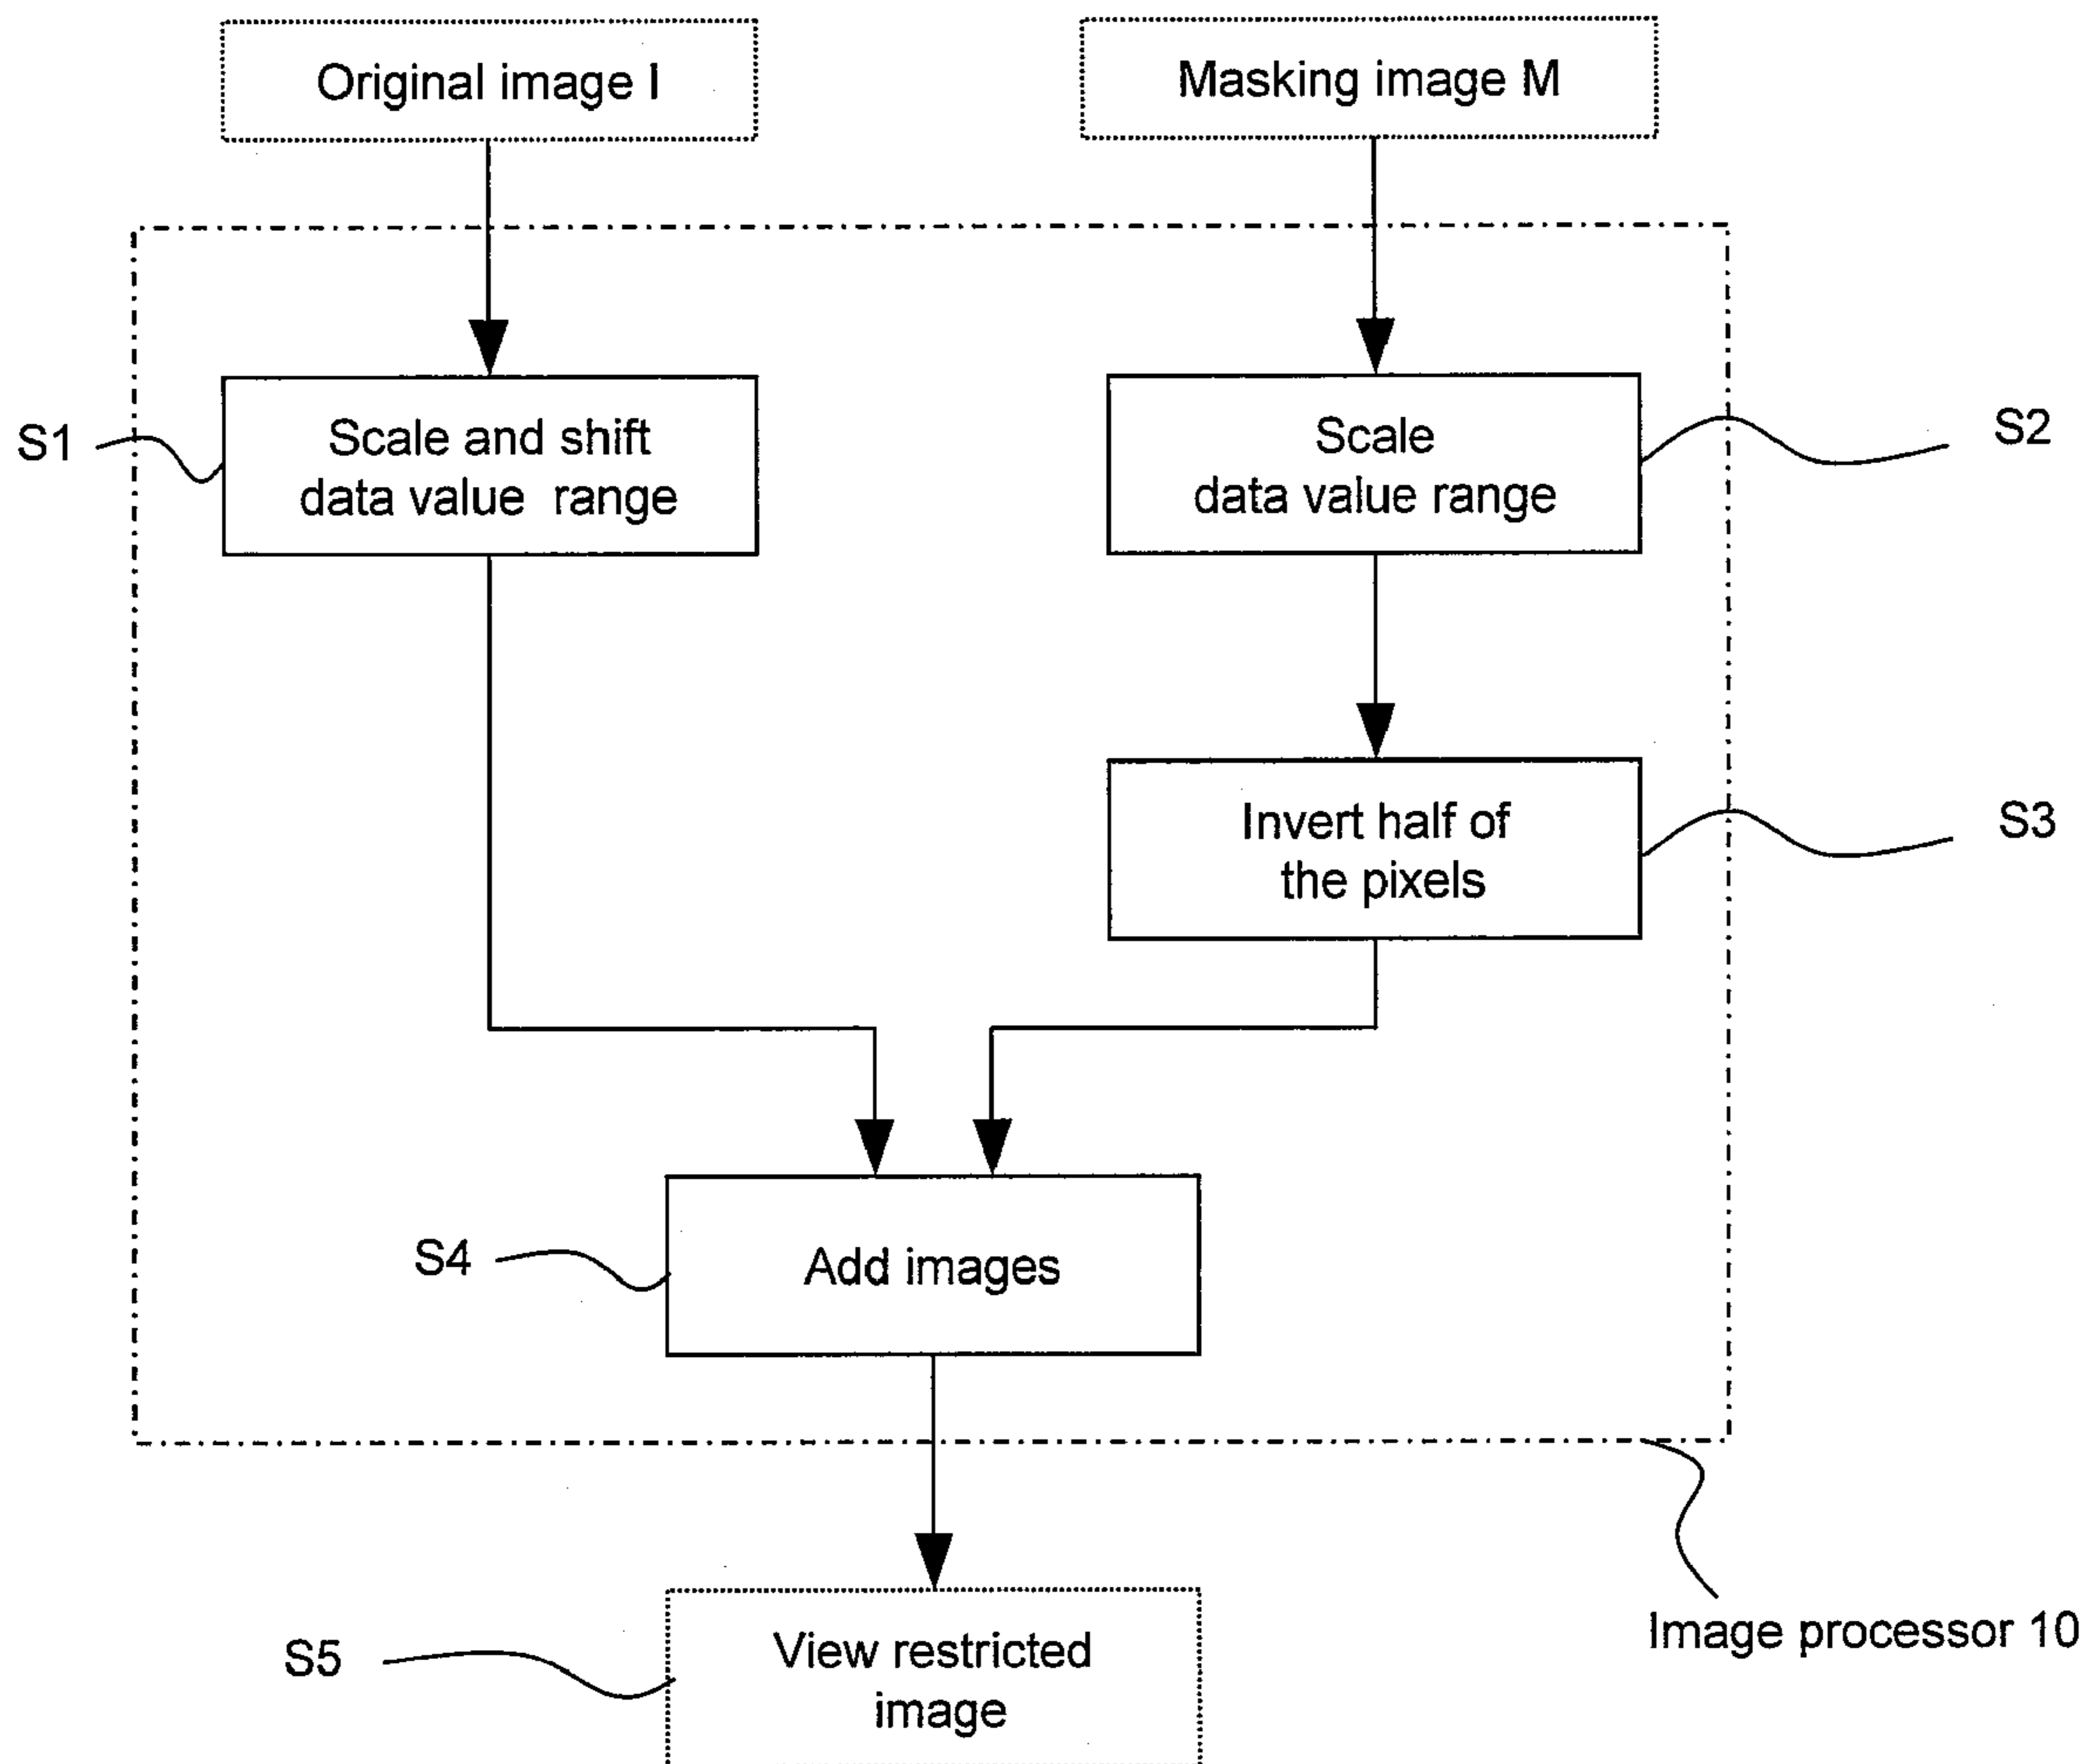 Original image I
Masking image M
S1
Scale and shift
data value range
Scale
data value range
S2
Invert half of
the pixels
S3
S4
Add images
S5
View restricted
image
Image processor 10